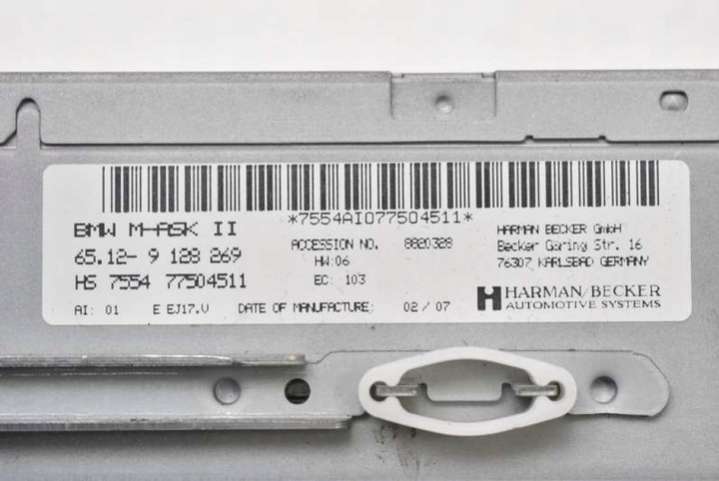 *7554AI077504511*
BMW M-ASK II
65.12- 9 128 269
HS 7554 77504511
AI: 01 E EJ17.V DATE OF MANUFACTURE: 02/07
ACCESSION NO. 8820328
HW:06
EC: 103
HARMAN BECKER GmbH
Becker Göring Str. 16
76307 KARLSBAD GERMANY
HARMAN/BECKER
AUTOMOTIVE SYSTEMS